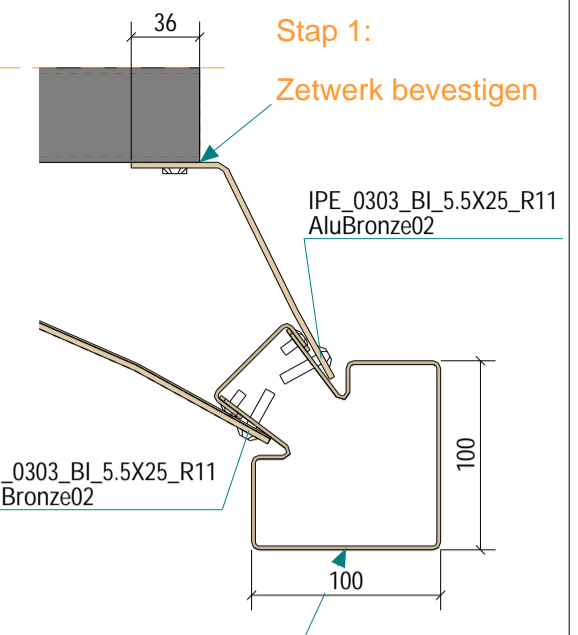 36
Stap 1:
Zetwerk bevestigen
IPE_0303_BI_5.5X25_R11
AluBronze02
_0303_BI_5.5X25_R11
Bronze02
100
100